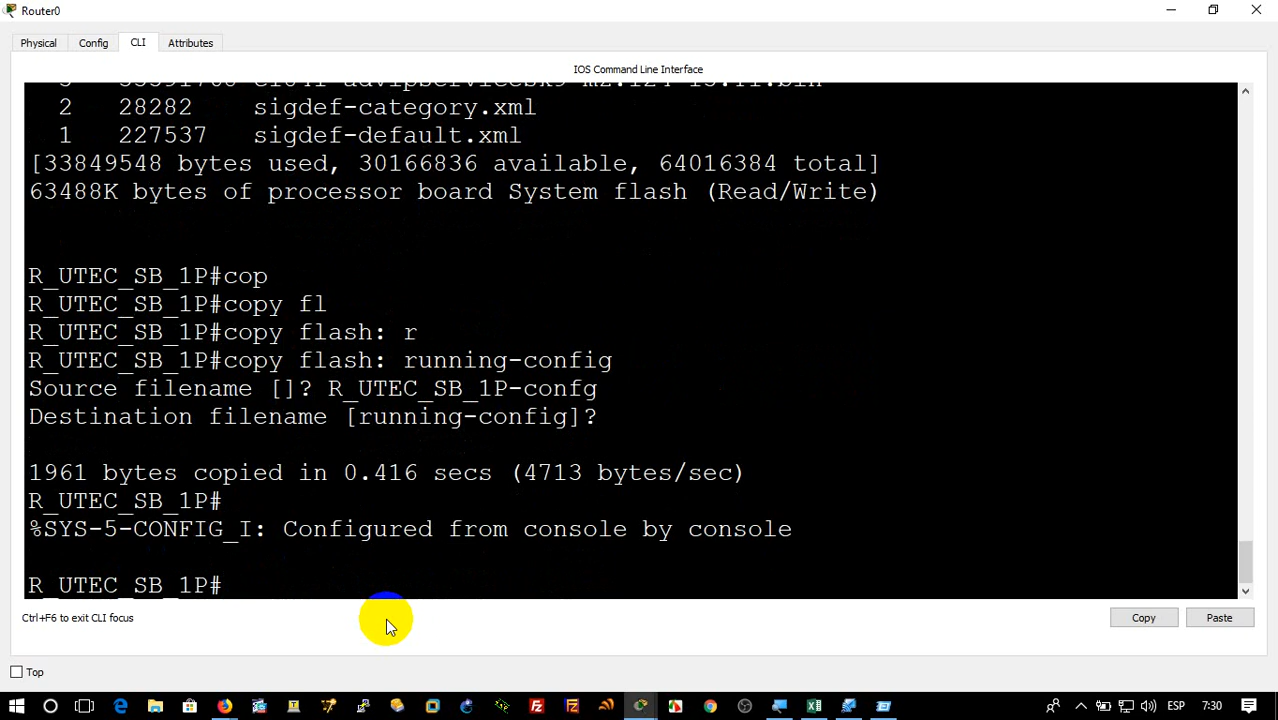 Router0
Physical
Config
CLI
Attributes
IOS Command Line Interface
2 28282 sigdef-category.xml
1 227537 sigdef-default.xml
[33849548 bytes used, 30166836 available, 64016384 total]
63488K bytes of processor board System flash (Read/Write)
R_UTEC_SB_1P#cop
R_UTEC_SB_1P#copy fl
R_UTEC_SB_1P#copy flash: r
R_UTEC_SB_1P#copy flash: running-config
Source filename []? R_UTEC_SB_1P-confg
Destination filename [running-config]?
1961 bytes copied in 0.416 secs (4713 bytes/sec)
R_UTEC_SB_1P#
%SYS-5-CONFIG_I: Configured from console by console
R_UTEC_SB_1P#
Ctrl+F6 to exit CLI focus
Copy
Paste
Top
ESP
7:30